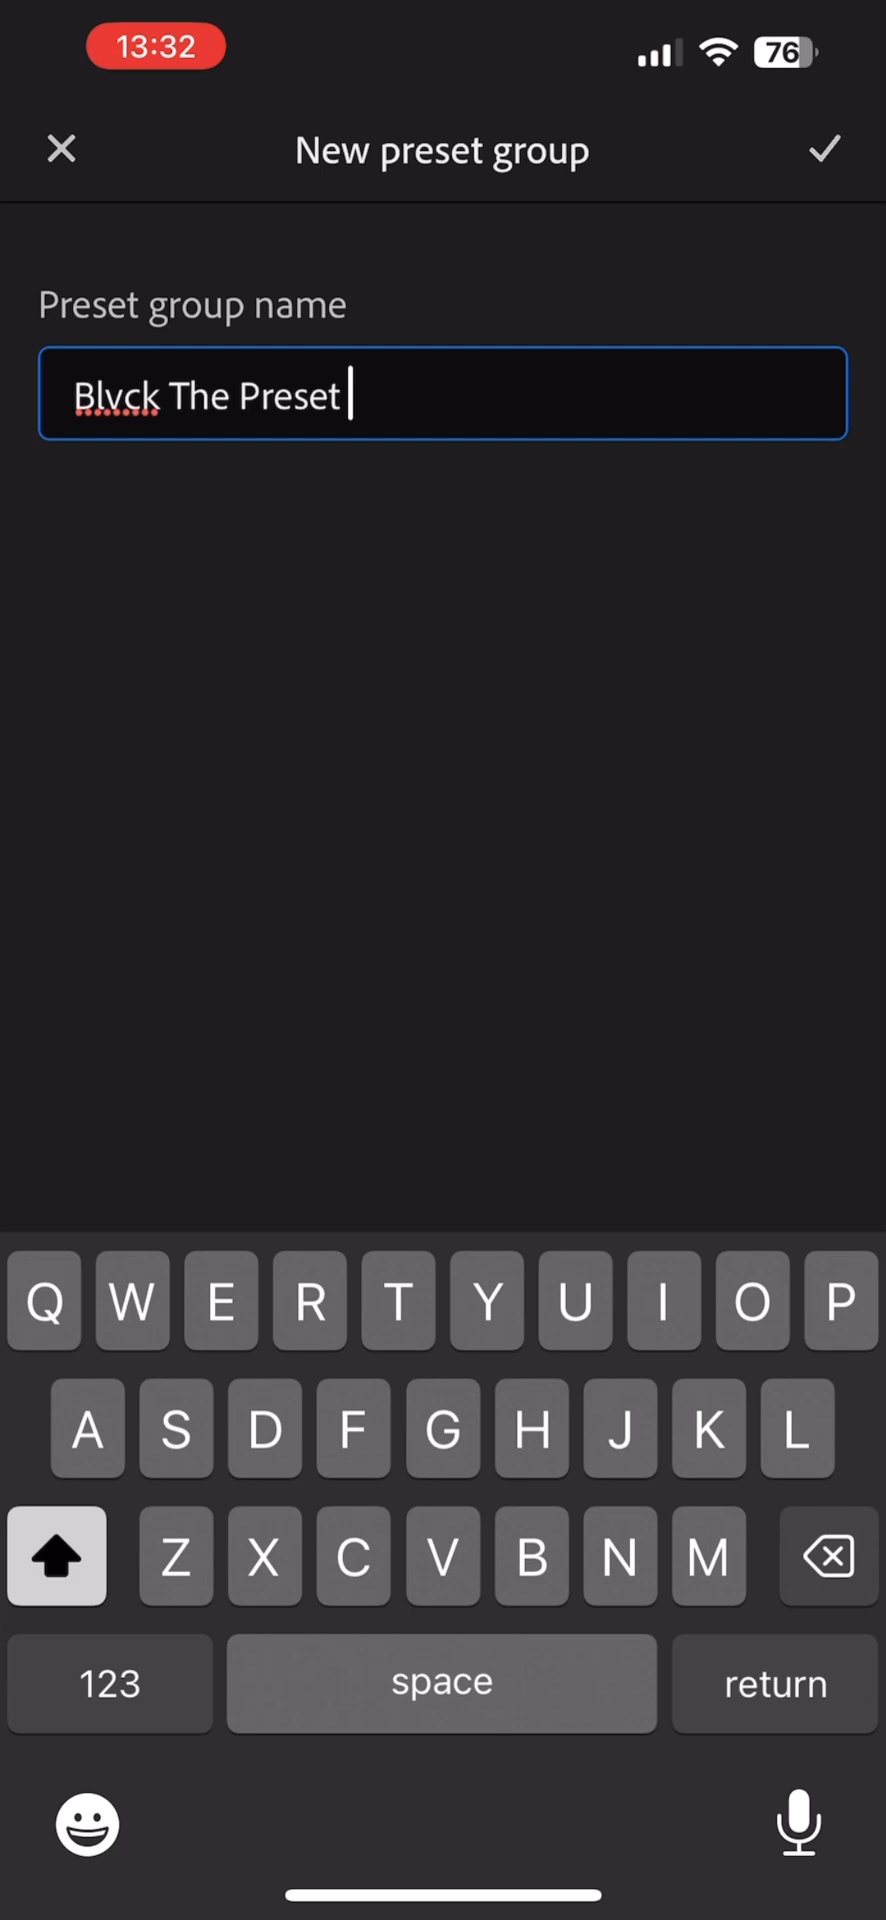 13:32
76
New preset group
Preset group name
Blvck The Preset
Q W E R T Y U I O P
A S D F G H J K L
Z X C V B N M
123 space return